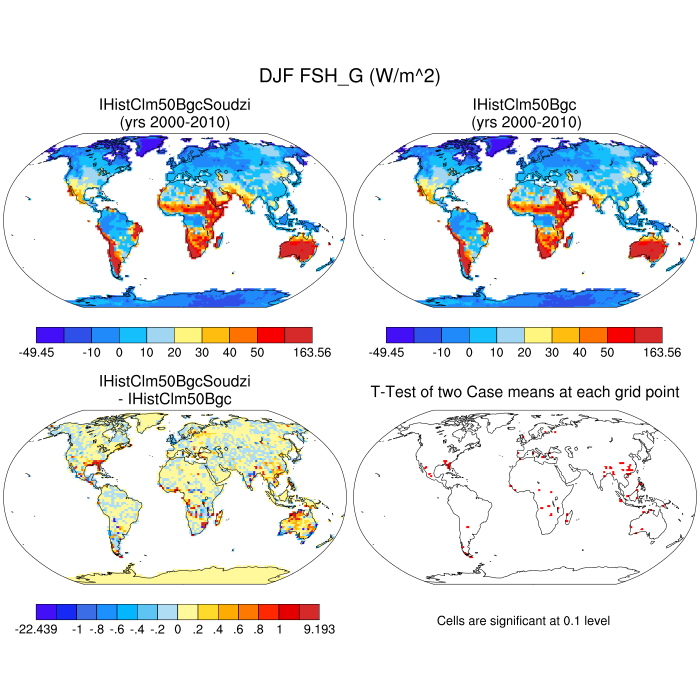 DJF FSH_G (W/m^2)
IHistClm50BgcSoudzi
(yrs 2000-2010)
IHistClm50Bgc
(yrs 2000-2010)
-49.45 -10 0 10 20 30 40 50 163.56
-49.45 -10 0 10 20 30 40 50 163.56
IHistClm50BgcSoudzi
- IHistClm50Bgc
T-Test of two Case means at each grid point
-22.439 -1 -.8 -.6 -.4 -.2 0 .2 .4 .6 .8 1 9.193
Cells are significant at 0.1 level